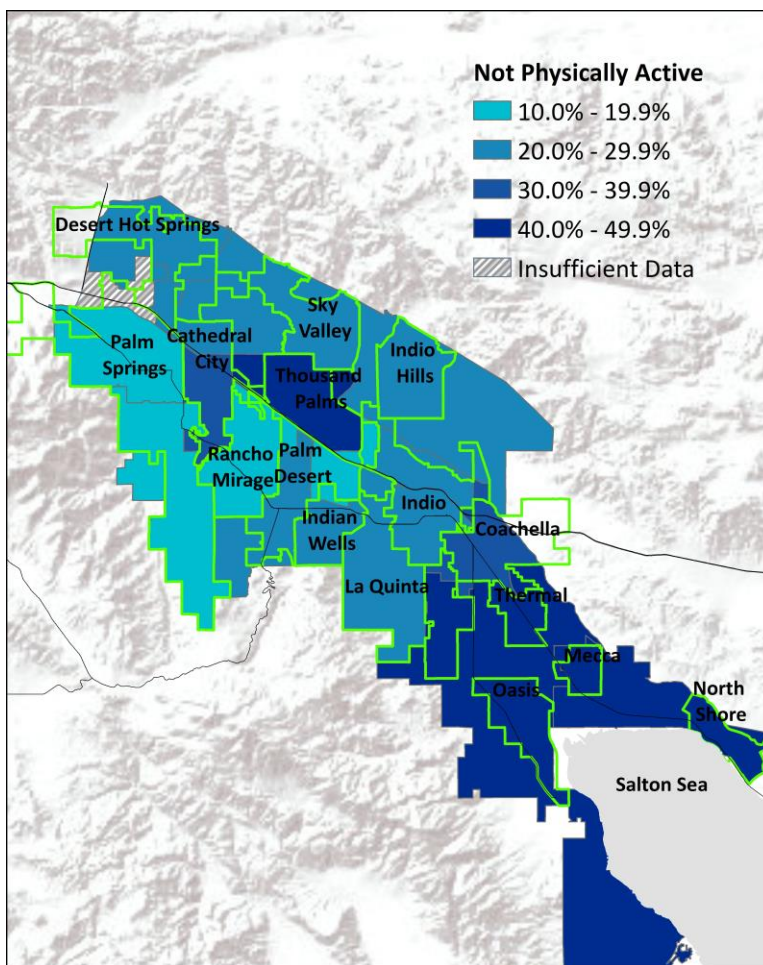 Not Physically Active
10.0% - 19.9%
20.0% - 29.9%
30.0% - 39.9%
40.0% - 49.9%
Insufficient Data
Desert Hot Springs
Sky
Valley
Palm
Springs
Cathedral
City
Indio
Hills
Thousand
Palms
Rancho
Mirage
Palm
Desert
Indio
Indian
Wells
Coachella
La Quinta
Thermal
Mecca
Oasis
North
Shore
Salton Sea